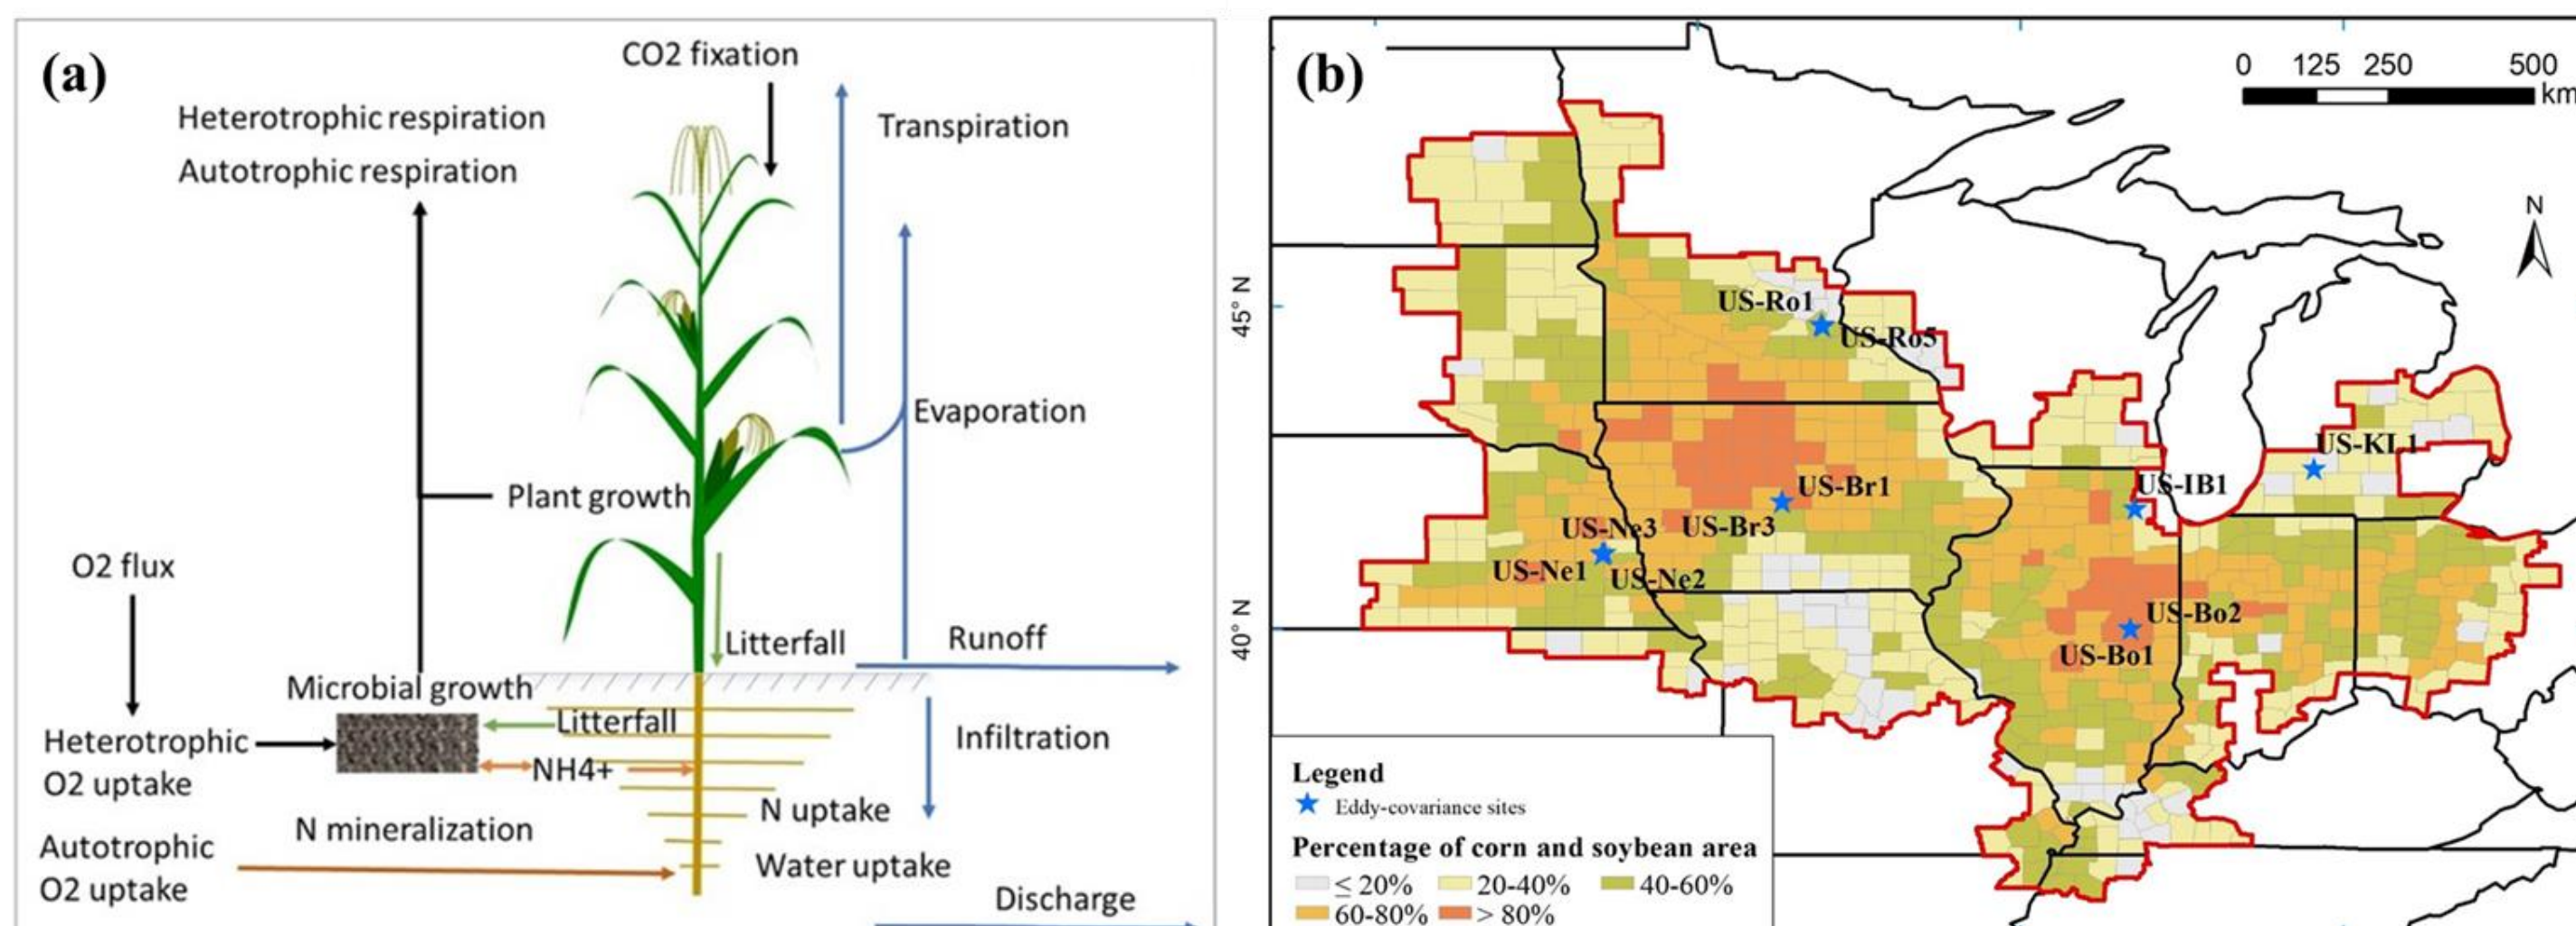 (a)
CO2 fixation
Heterotrophic respiration
Autotrophic respiration
Transpiration
Evaporation
Plant growth
O2 flux
Litterfall
Runoff
Microbial growth
Litterfall
Infiltration
Heterotrophic
O2 uptake
NH4+
N uptake
N mineralization
Autotrophic
O2 uptake
Water uptake
Discharge
(b)
0 125 250 500
km
N
45° N
40° N
US-Ro1
US-Ro5
US-KL1
US-Br1
US-IB1
US-Ne3
US-Br3
US-Ne1
US-Ne2
US-Bo2
US-Bo1
Legend
Eddy-covariance sites
Percentage of corn and soybean area
≤ 20% 20-40% 40-60%
60-80% > 80%